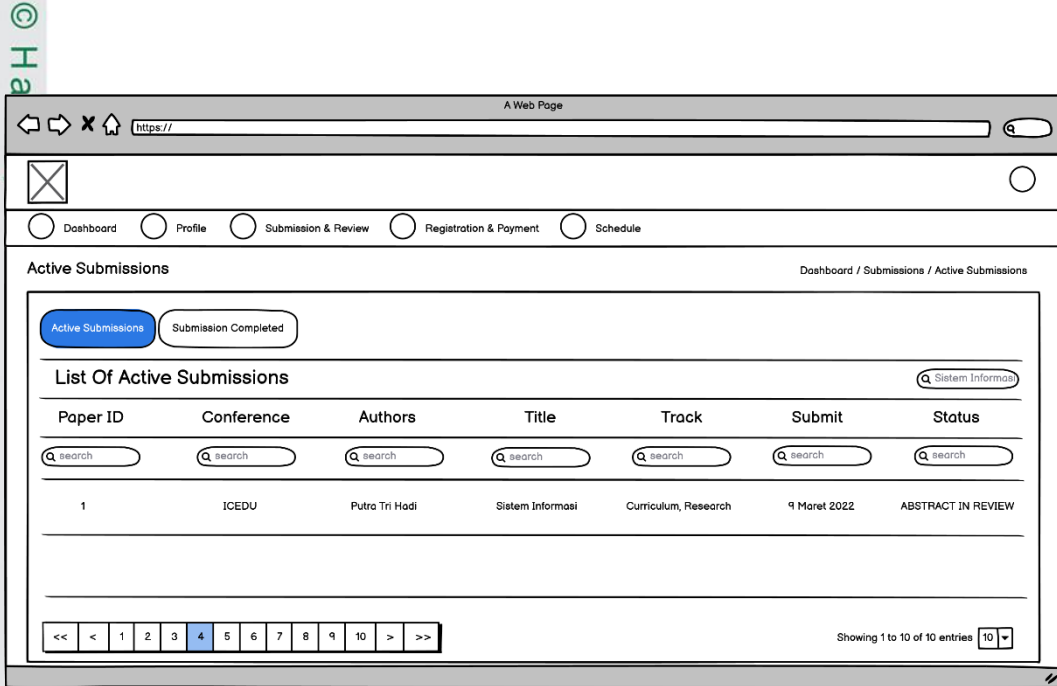 © Ha
A Web Page
https://
Dashboard Profile Submission & Review Registration & Payment Schedule
Active Submissions Dashboard / Submissions / Active Submissions
Active Submissions Submission Completed
List Of Active Submissions Sistem Informasi
Paper ID Conference Authors Title Track Submit Status
search search search search search search search
1 ICEDU Putra Tri Hadi Sistem Informasi Curriculum, Research 9 Maret 2022 ABSTRACT IN REVIEW
<< < 1 2 3 4 5 6 7 8 9 10 > >> Showing 1 to 10 of 10 entries 10